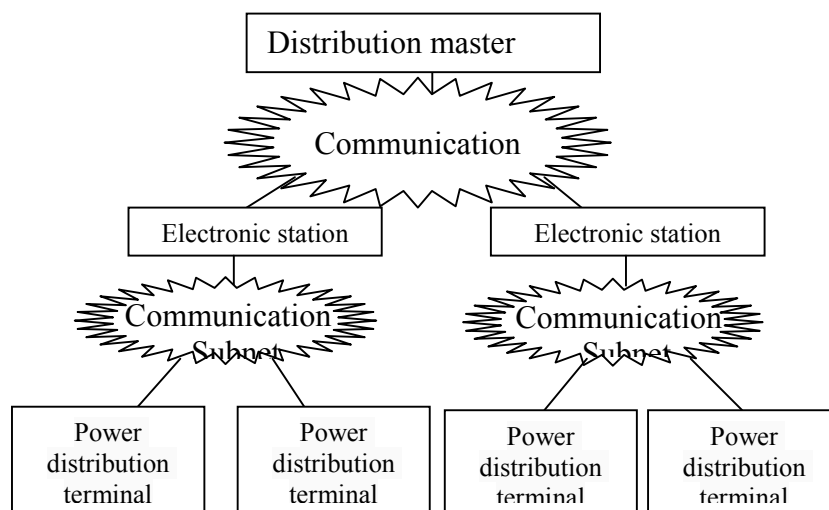 Distribution master
Communication
Electronic station
Electronic station
Communication
Subnet
Communication
Subnet
Power
distribution
terminal
Power
distribution
terminal
Power
distribution
terminal
Power
distribution
terminal